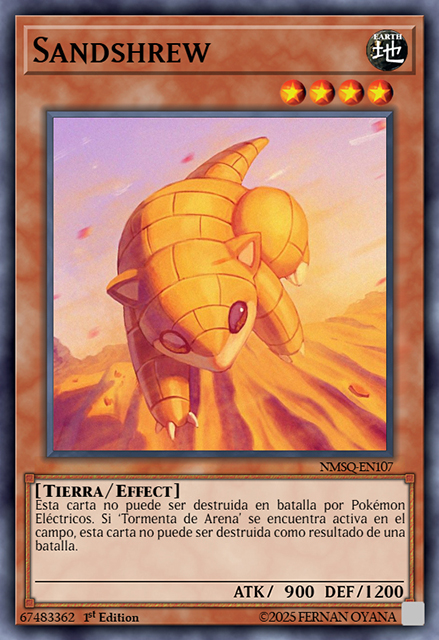 SANDSHREW
EARTH
地
NMSQ-EN107
[TIERRA/EFFECT]
Esta carta no puede ser destruida en batalla por Pokémon
Eléctricos. Si 'Tormenta de Arena' se encuentra activa en el
campo, esta carta no puede ser destruida como resultado de una
batalla.
ATK/ 900 DEF/1200
67483362 1st Edition ©2025 FERNAN OYANA